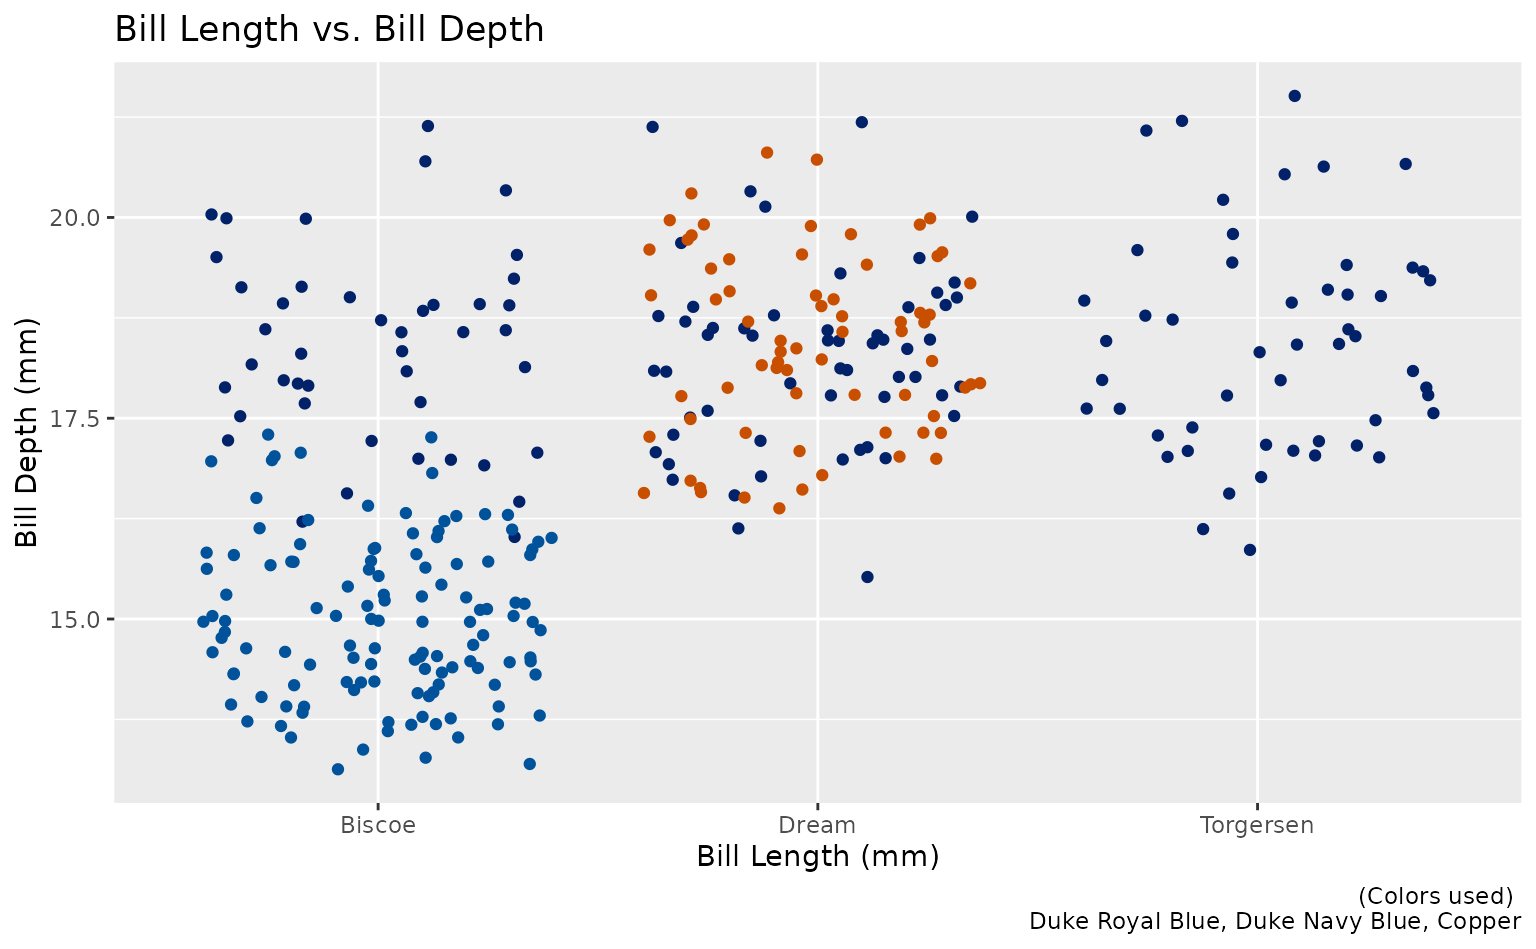 Bill Length vs. Bill Depth
Bill Depth (mm)
20.0
17.5
15.0
Biscoe
Dream
Torgersen
Bill Length (mm)
(Colors used)
Duke Royal Blue, Duke Navy Blue, Copper